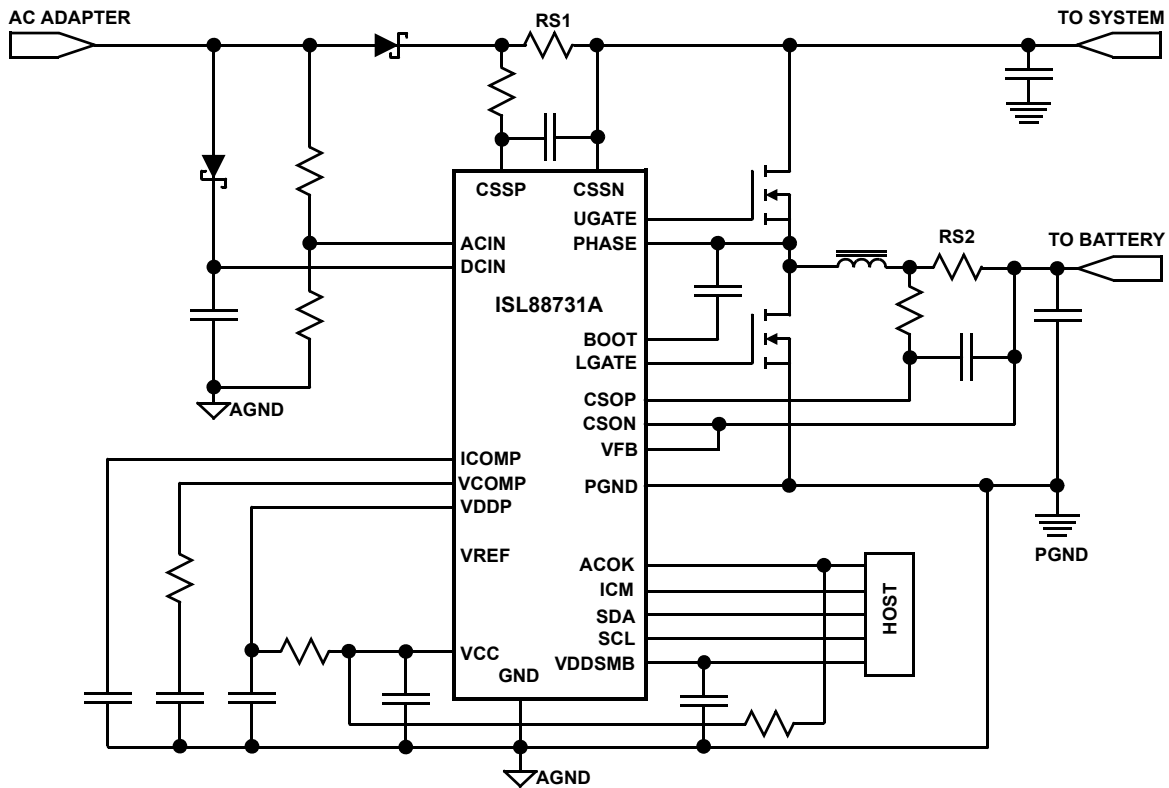 AC ADAPTER
RS1
TO SYSTEM
CSSP
CSSN
UGATE
PHASE
ACIN
DCIN
RS2
TO BATTERY
ISL88731A
BOOT
LGATE
CSOP
CSON
VFB
AGND
ICOMP
VCOMP
VDDP
PGND
VREF
PGND
ACOK
ICM
SDA
SCL
VDDSMB
HOST
VCC
GND
AGND